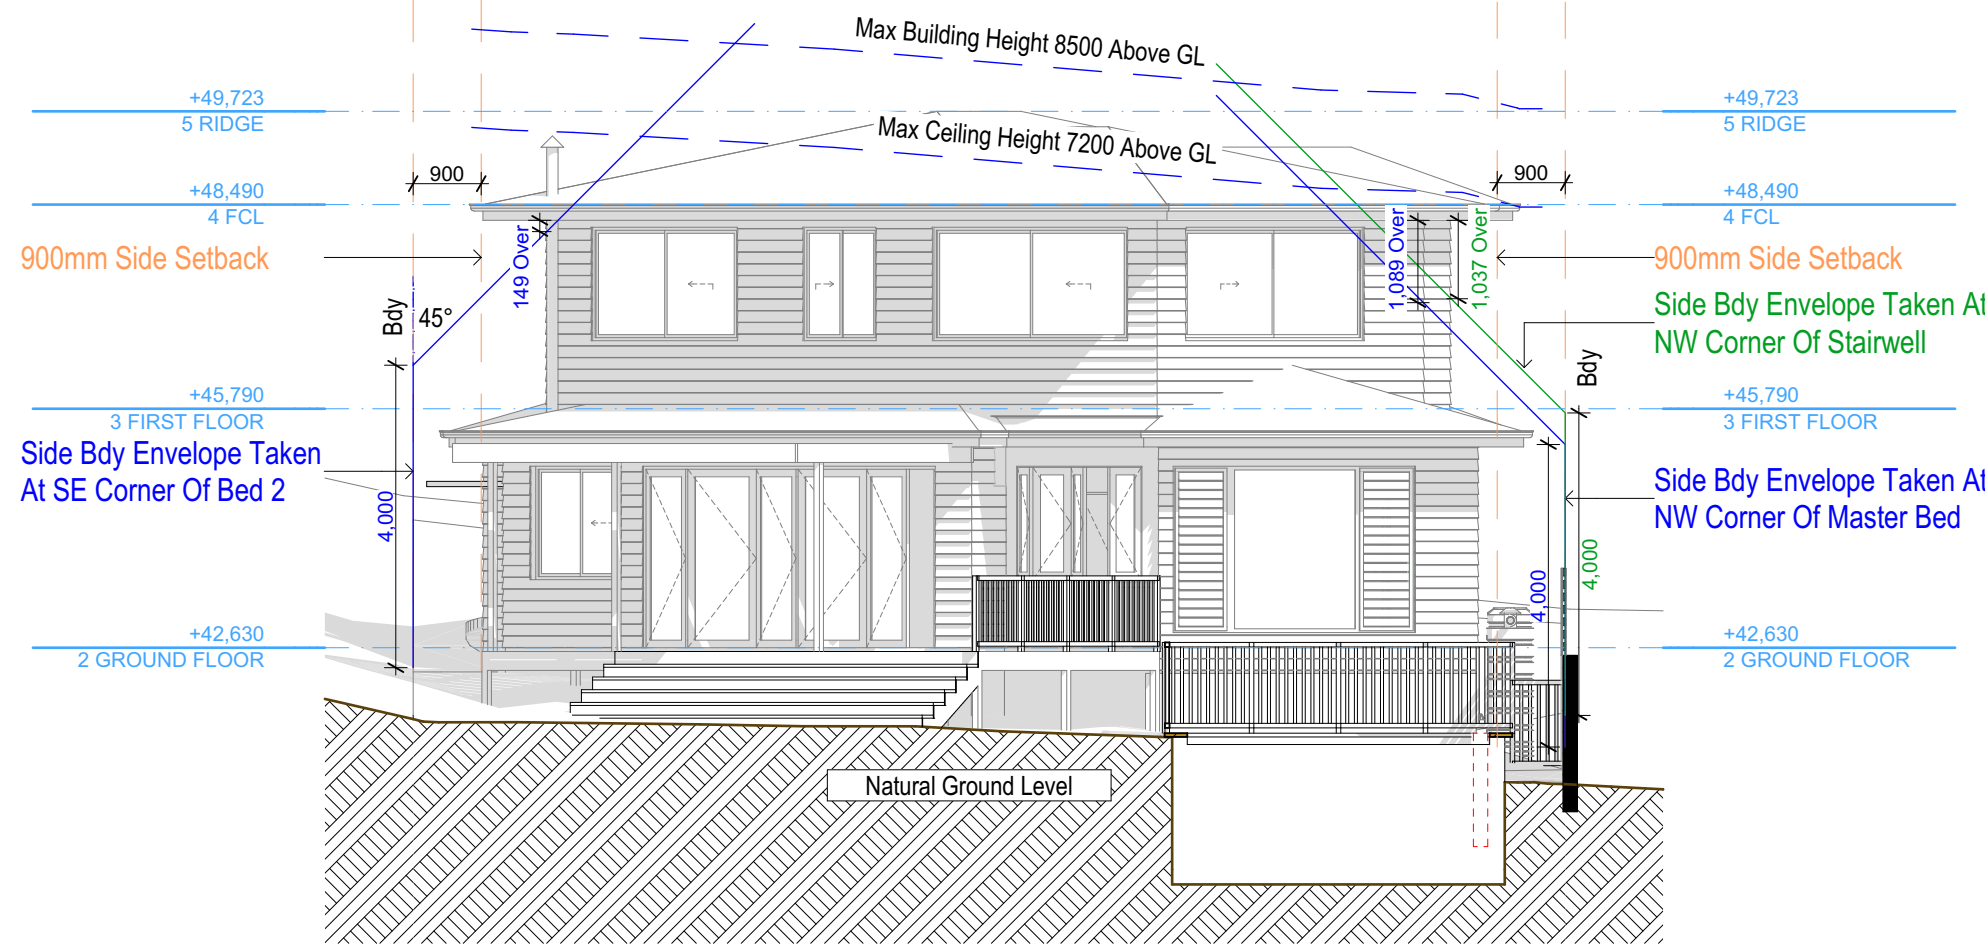 Max Building Height 8500 Above GL
+49,723
5 RIDGE
+49,723
5 RIDGE
Max Ceiling Height 7200 Above GL
900
900
+48,490
4 FCL
+48,490
4 FCL
149 Over
1,089 Over
1,037 Over
900mm Side Setback
900mm Side Setback
Bdy
45°
Side Bdy Envelope Taken At
NW Corner Of Stairwell
Bdy
+45,790
3 FIRST FLOOR
+45,790
3 FIRST FLOOR
Side Bdy Envelope Taken
At SE Corner Of Bed 2
Side Bdy Envelope Taken At
NW Corner Of Master Bed
4,000
4,000
4,000
+42,630
2 GROUND FLOOR
+42,630
2 GROUND FLOOR
Natural Ground Level